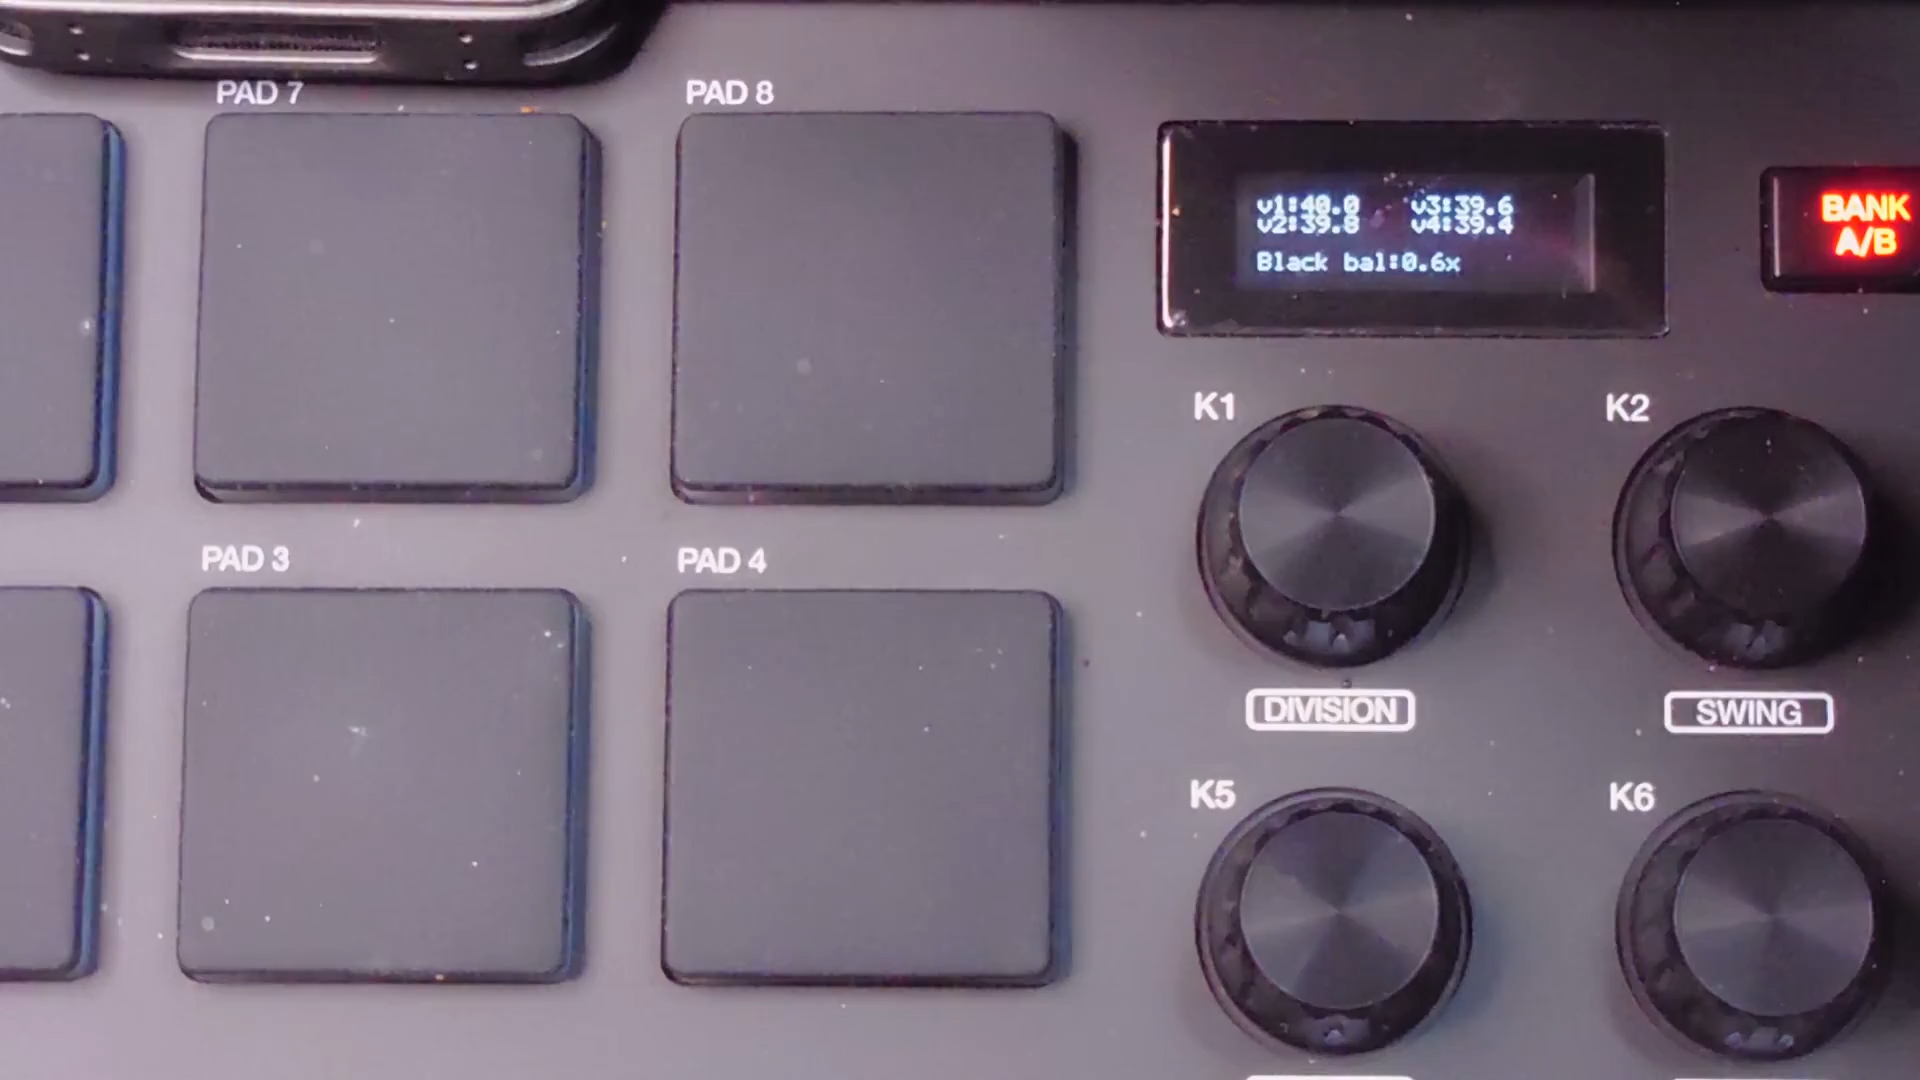 PAD 7
PAD 8
v1:40.0 v3:39.6
v2:39.8 v4:39.4
Black bal:0.6x
BANK
A/B
K1
K2
PAD 3
PAD 4
DIVISION
SWING
K5
K6